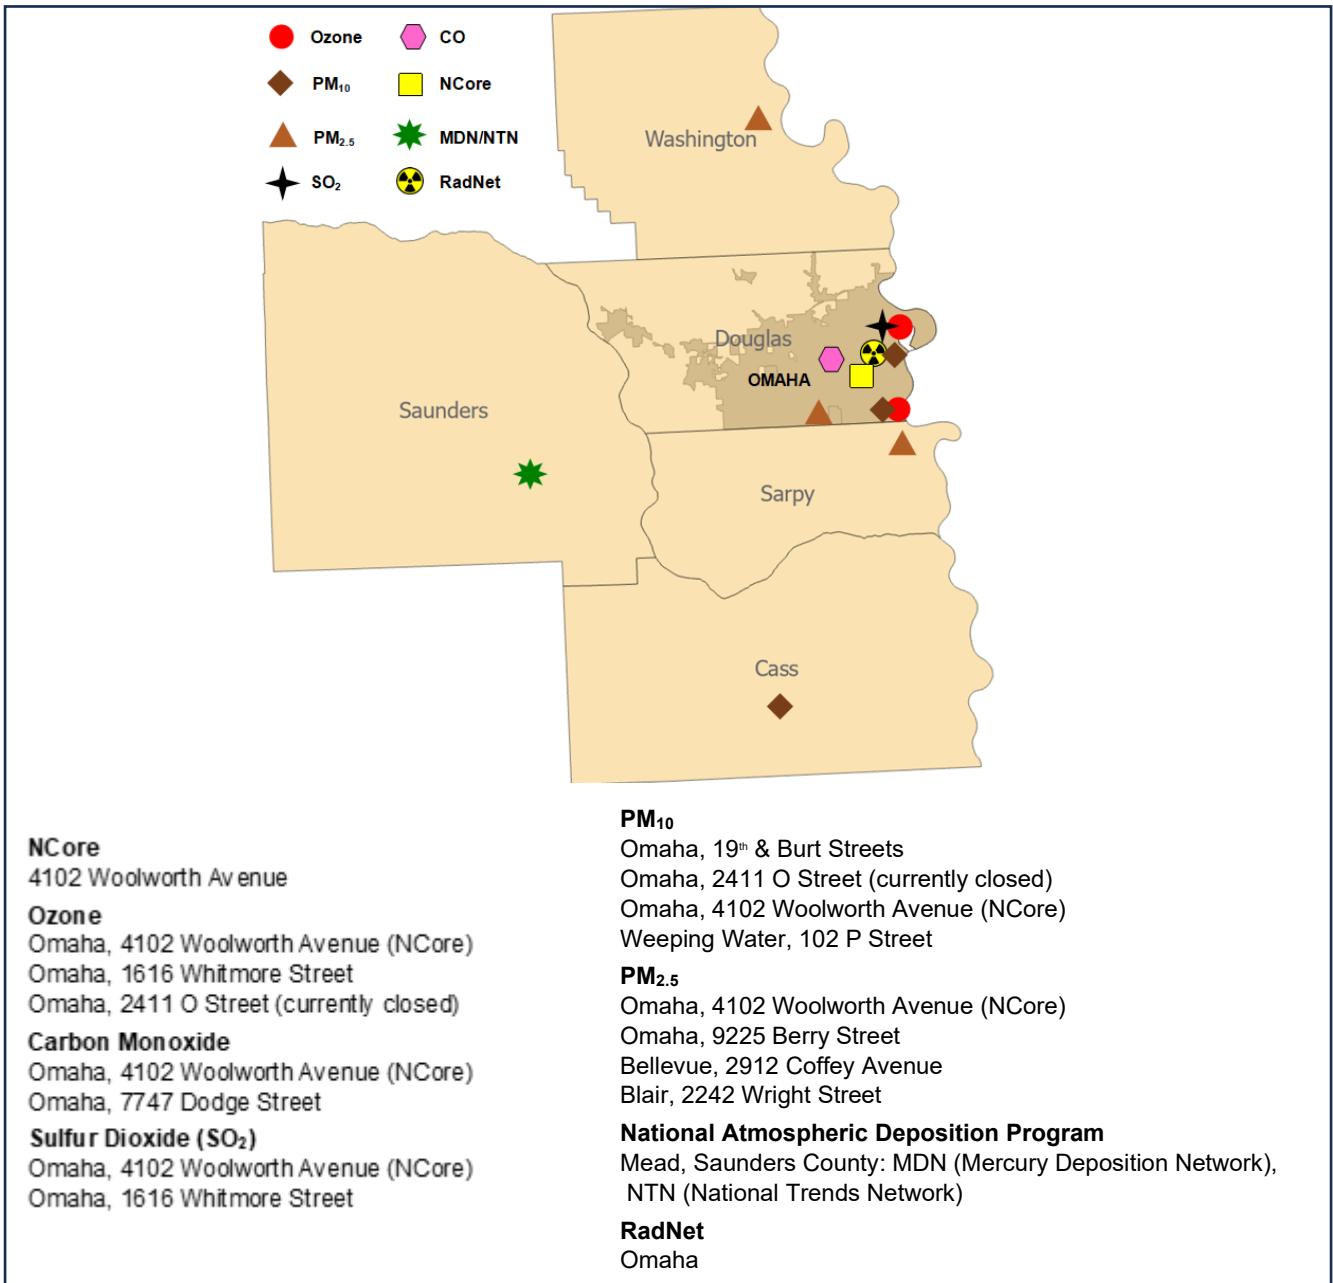 Ozone
CO
PM₁₀
NCore
PM₂.₅
MDN/NTN
SO₂
RadNet
Washington
Douglas
OMAHA
Saunders
Sarpy
Cass
NCore
4102 Woolworth Avenue
Ozone
Omaha, 4102 Woolworth Avenue (NCore)
Omaha, 1616 Whitmore Street
Omaha, 2411 O Street (currently closed)
Carbon Monoxide
Omaha, 4102 Woolworth Avenue (NCore)
Omaha, 7747 Dodge Street
Sulfur Dioxide (SO₂)
Omaha, 4102 Woolworth Avenue (NCore)
Omaha, 1616 Whitmore Street
PM₁₀
Omaha, 19th & Burt Streets
Omaha, 2411 O Street (currently closed)
Omaha, 4102 Woolworth Avenue (NCore)
Weeping Water, 102 P Street
PM₂.₅
Omaha, 4102 Woolworth Avenue (NCore)
Omaha, 9225 Berry Street
Bellevue, 2912 Coffey Avenue
Blair, 2242 Wright Street
National Atmospheric Deposition Program
Mead, Saunders County: MDN (Mercury Deposition Network),
NTN (National Trends Network)
RadNet
Omaha